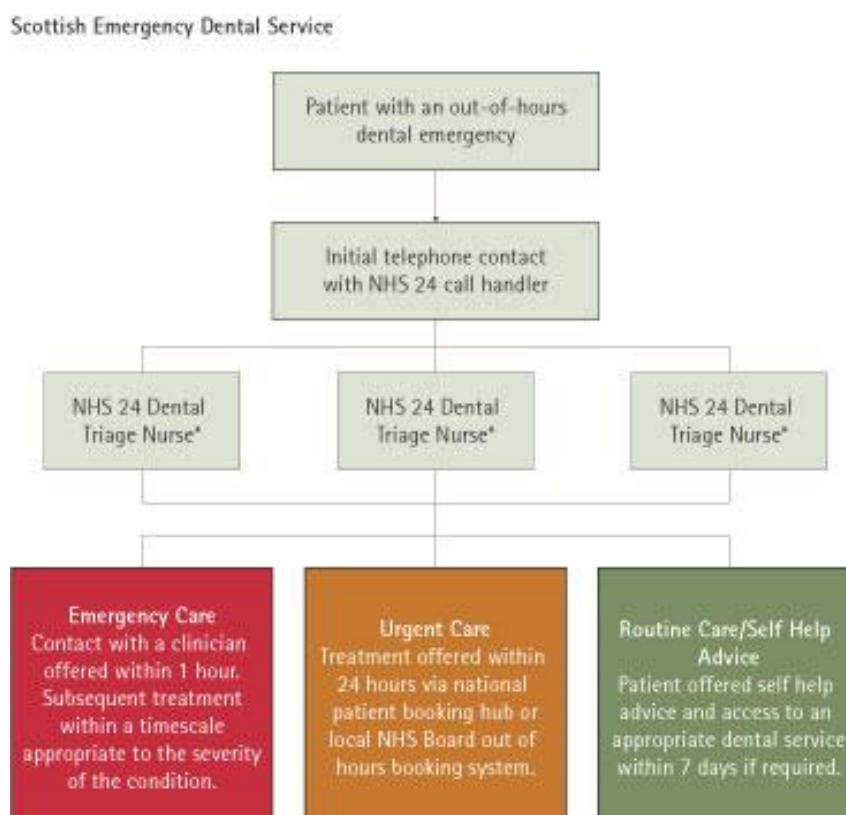 Scottish Emergency Dental Service
Patient with an out-of-hours
dental emergency
Initial telephone contact
with NHS 24 call handler
NHS 24 Dental
Triage Nurse*
NHS 24 Dental
Triage Nurse*
NHS 24 Dental
Triage Nurse*
Emergency Care
Contact with a clinician
offered within 1 hour.
Subsequent treatment
within a timescale
appropriate to the severity
of the condition.
Urgent Care
Treatment offered within
24 hours via national
patient booking hub or
local NHS Board out of
hours booking system.
Routine Care/Self Help
Advice
Patient offered self help
advice and access to an
appropriate dental service
within 7 days if required.